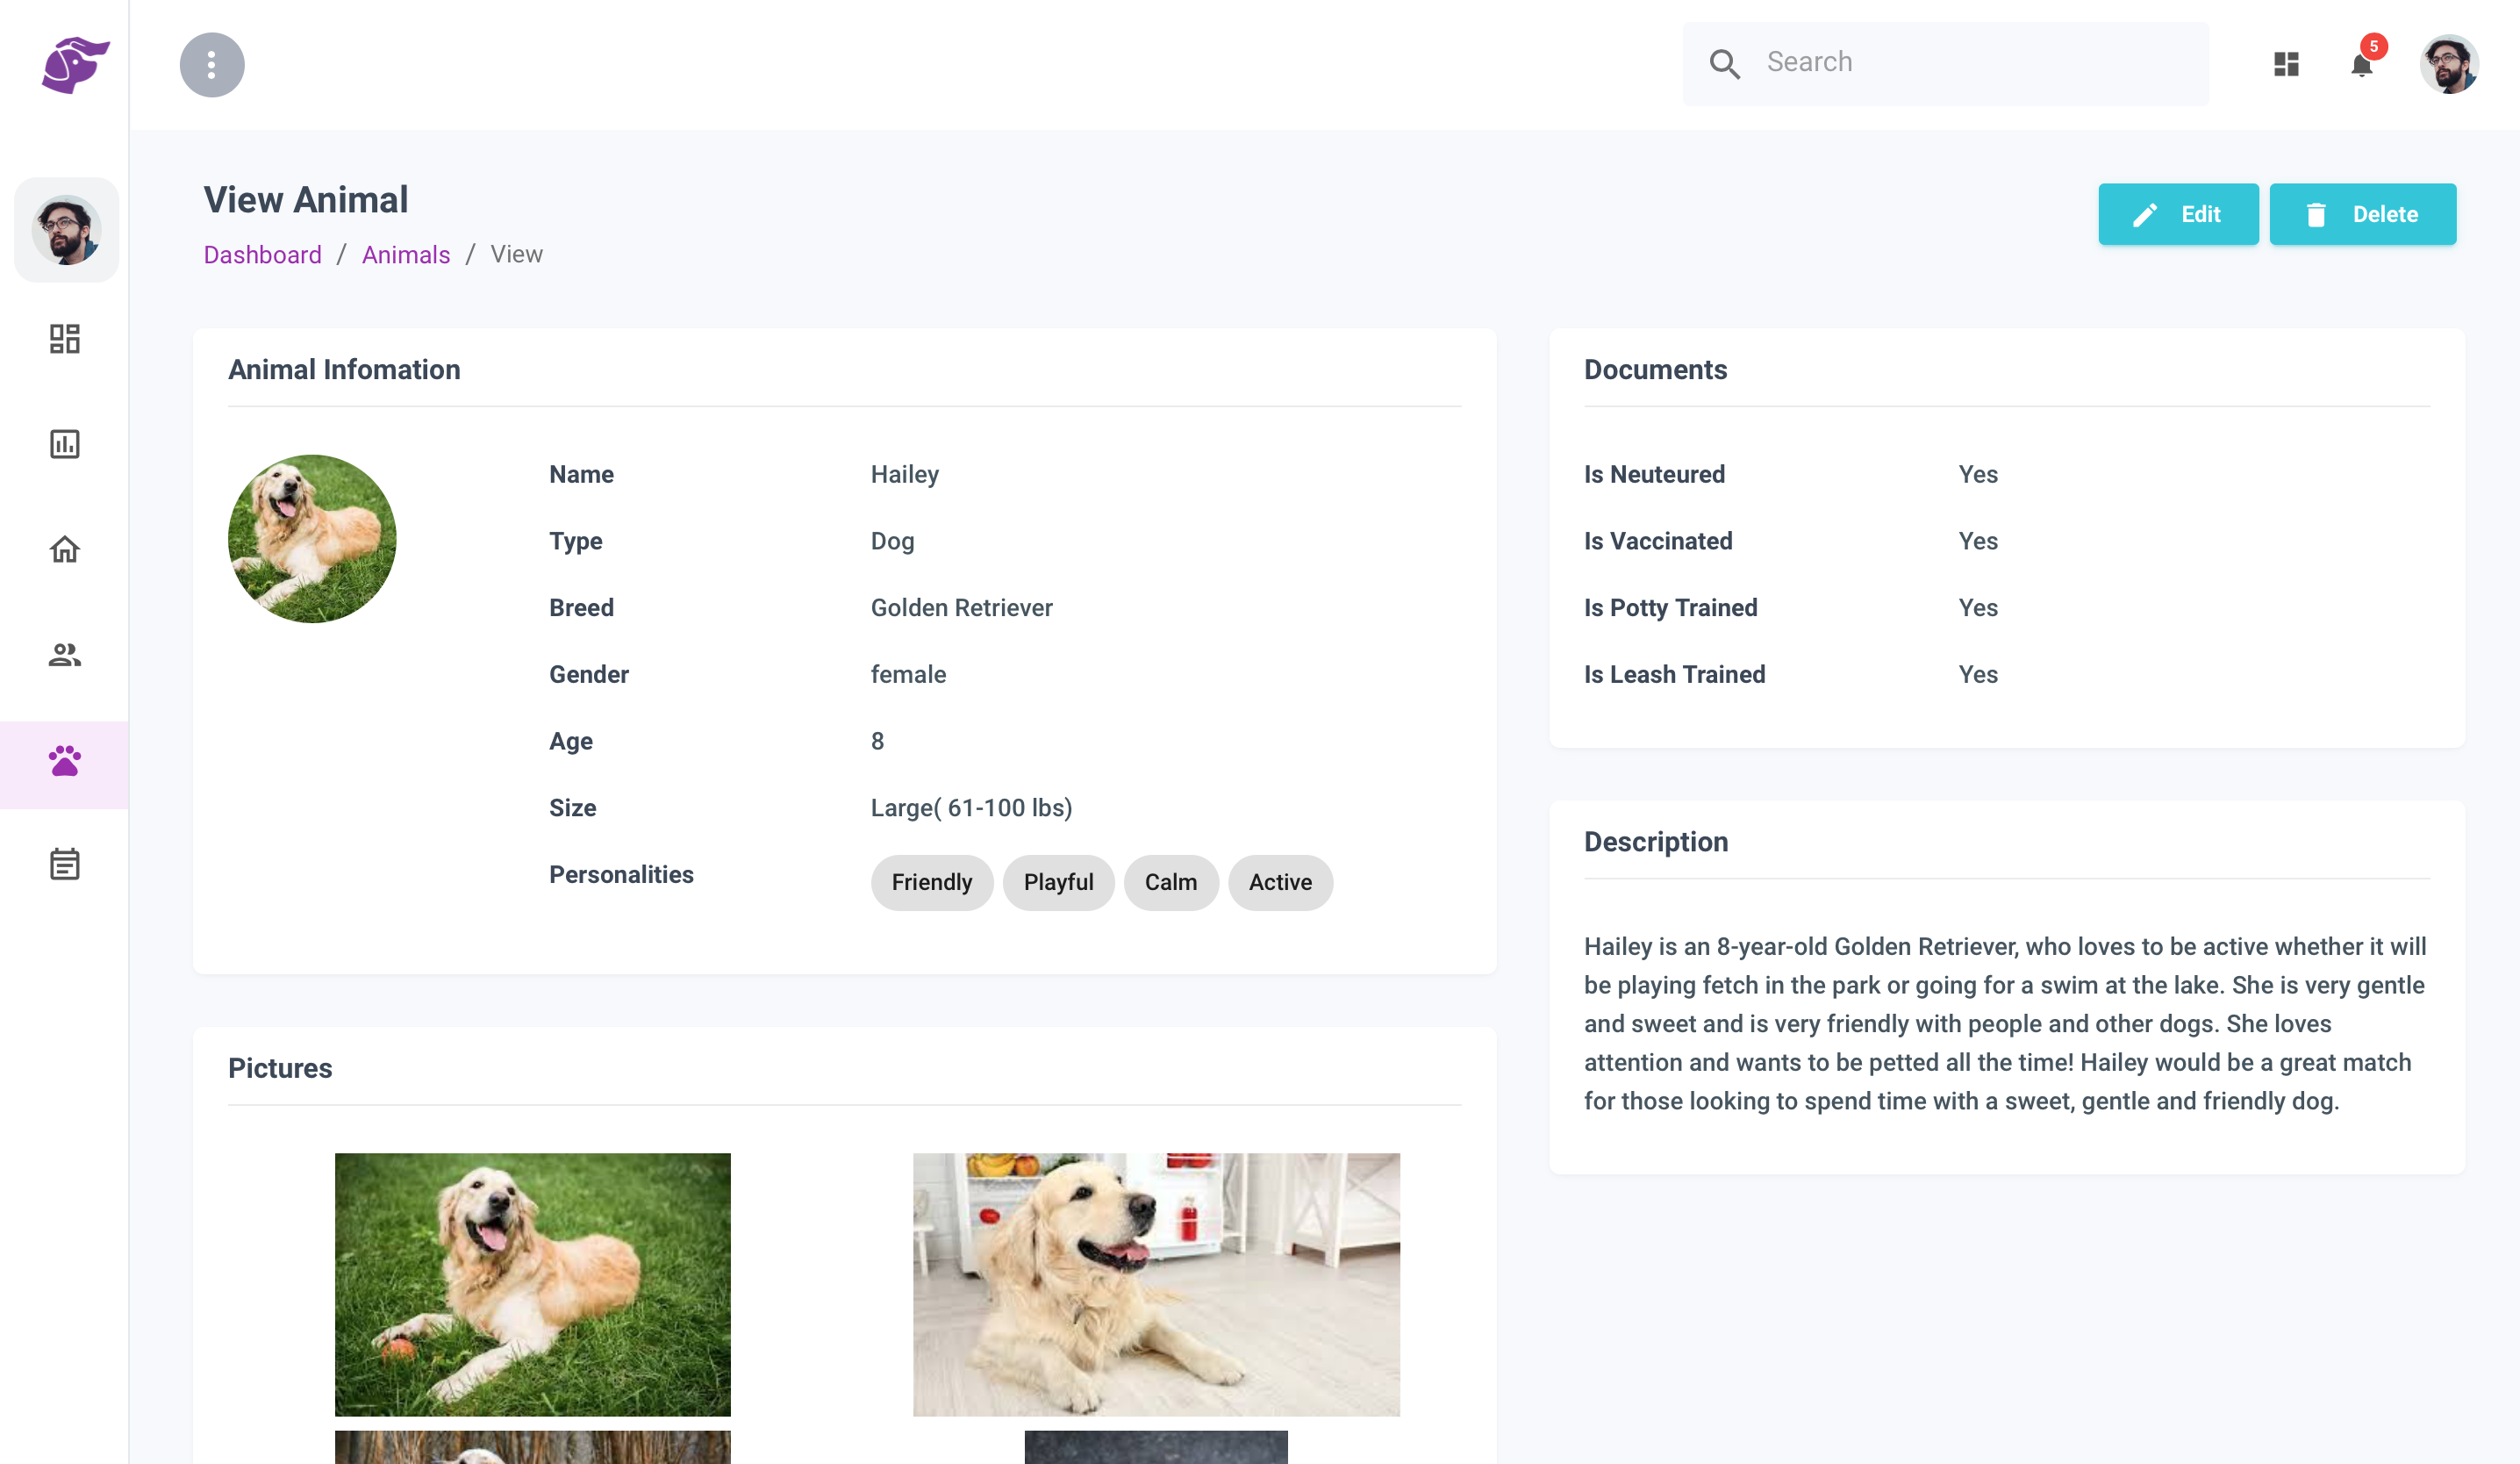 Search
5
View Animal
Edit
Delete
Dashboard / Animals / View
Animal Infomation
Name Hailey
Type Dog
Breed Golden Retriever
Gender female
Age 8
Size Large( 61-100 lbs)
Personalities Friendly Playful Calm Active
Pictures
Documents
Is Neuteured Yes
Is Vaccinated Yes
Is Potty Trained Yes
Is Leash Trained Yes
Description
Hailey is an 8-year-old Golden Retriever, who loves to be active whether it will
be playing fetch in the park or going for a swim at the lake. She is very gentle
and sweet and is very friendly with people and other dogs. She loves
attention and wants to be petted all the time! Hailey would be a great match
for those looking to spend time with a sweet, gentle and friendly dog.